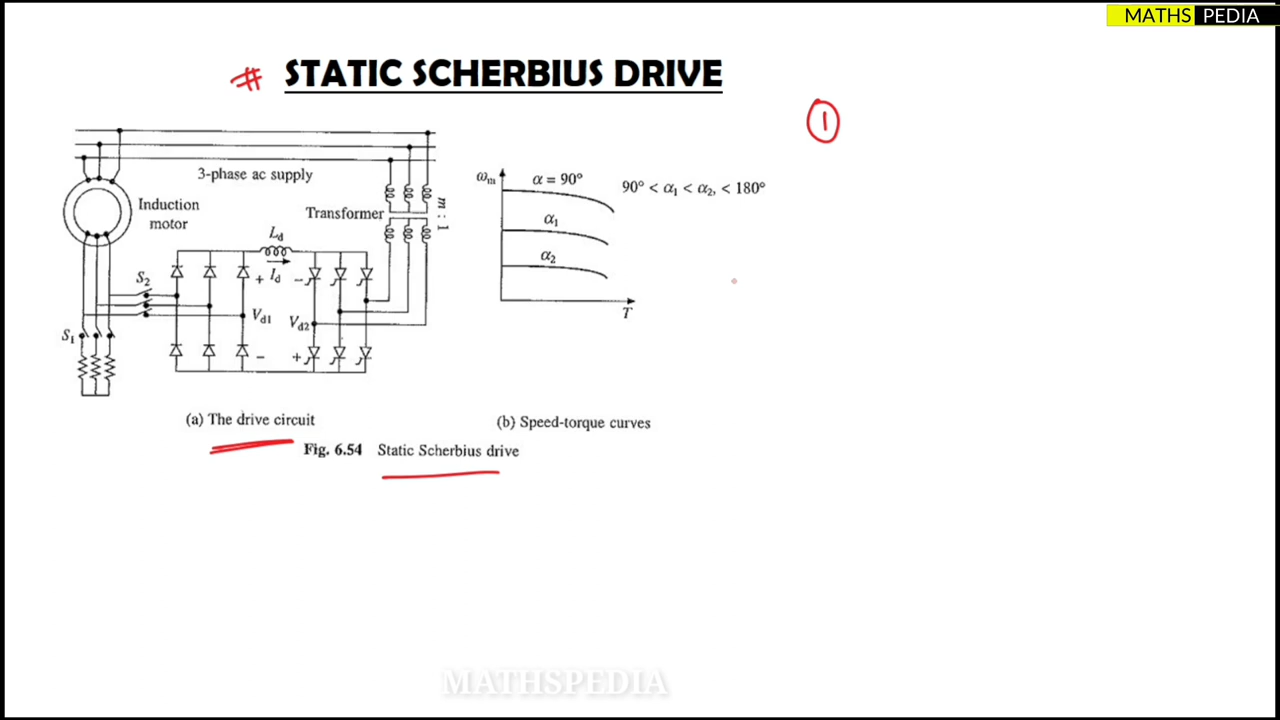 MATHS PEDIA
# STATIC SCHERBIUS DRIVE
1
3-phase ac supply
Induction
motor
Transformer
m : 1
L_d
I_d
+ −
S_2
V_d1
V_d2
S_1
− +
ω_m
α = 90°
90° < α_1 < α_2, < 180°
α_1
α_2
T
(a) The drive circuit
(b) Speed-torque curves
Fig. 6.54 Static Scherbius drive
MATHSPEDIA